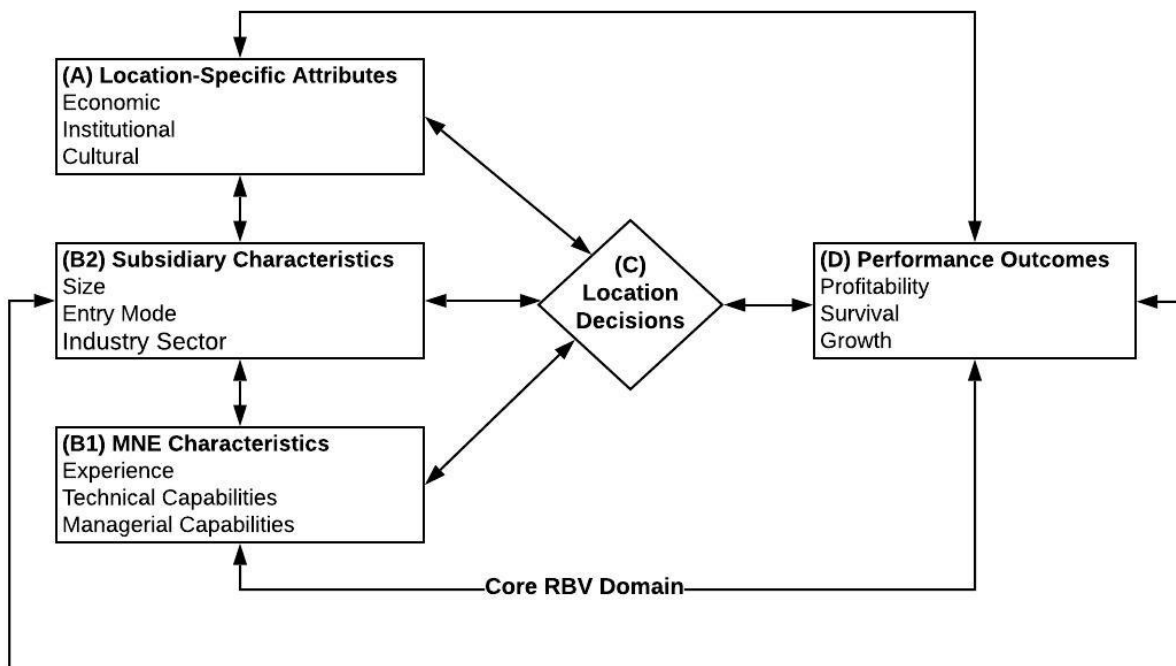 (A) Location-Specific Attributes
Economic
Institutional
Cultural
(B2) Subsidiary Characteristics
Size
Entry Mode
Industry Sector
(B1) MNE Characteristics
Experience
Technical Capabilities
Managerial Capabilities
(C)
Location
Decisions
(D) Performance Outcomes
Profitability
Survival
Growth
Core RBV Domain